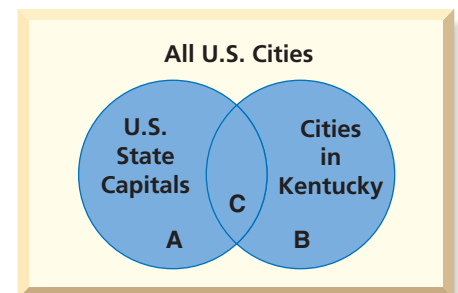 All U.S. Cities
U.S.
State
Capitals
A
C
Cities
in
Kentucky
B